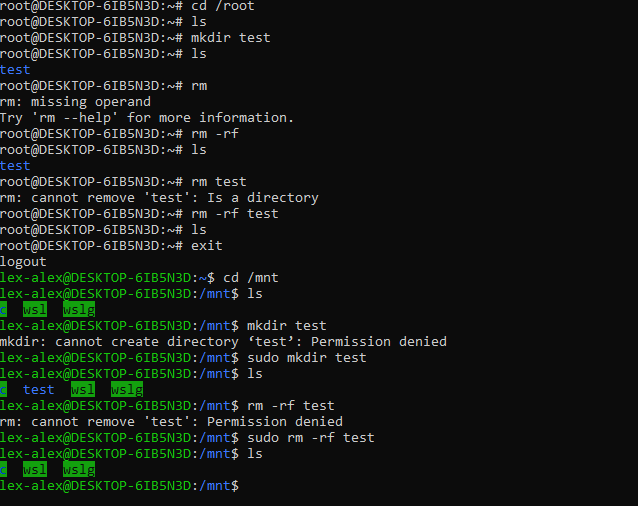 root@DESKTOP-6IB5N3D:~# cd /root
root@DESKTOP-6IB5N3D:~# ls
root@DESKTOP-6IB5N3D:~# mkdir test
root@DESKTOP-6IB5N3D:~# ls
test
root@DESKTOP-6IB5N3D:~# rm
rm: missing operand
Try 'rm --help' for more information.
root@DESKTOP-6IB5N3D:~# rm -rf
root@DESKTOP-6IB5N3D:~# ls
test
root@DESKTOP-6IB5N3D:~# rm test
rm: cannot remove 'test': Is a directory
root@DESKTOP-6IB5N3D:~# rm -rf test
root@DESKTOP-6IB5N3D:~# ls
root@DESKTOP-6IB5N3D:~# exit
logout
lex-alex@DESKTOP-6IB5N3D:~$ cd /mnt
lex-alex@DESKTOP-6IB5N3D:/mnt$ ls
c  wsl  wslg
lex-alex@DESKTOP-6IB5N3D:/mnt$ mkdir test
mkdir: cannot create directory ‘test’: Permission denied
lex-alex@DESKTOP-6IB5N3D:/mnt$ sudo mkdir test
lex-alex@DESKTOP-6IB5N3D:/mnt$ ls
c  test  wsl  wslg
lex-alex@DESKTOP-6IB5N3D:/mnt$ rm -rf test
rm: cannot remove 'test': Permission denied
lex-alex@DESKTOP-6IB5N3D:/mnt$ sudo rm -rf test
lex-alex@DESKTOP-6IB5N3D:/mnt$ ls
c  wsl  wslg
lex-alex@DESKTOP-6IB5N3D:/mnt$